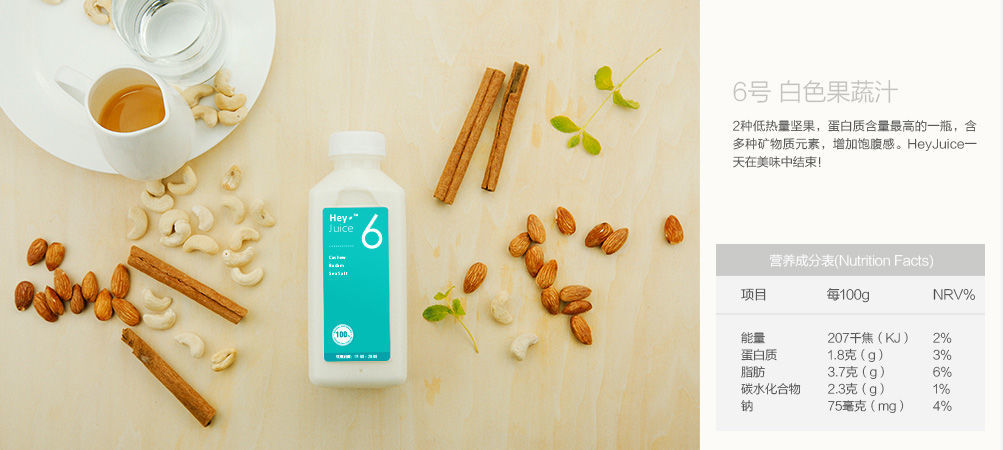 Hey
Juice
6
Cashew
Badam
Sea Salt
100%
6号 白色果蔬汁
2种低热量坚果，蛋白质含量最高的一瓶，含
多种矿物质元素，增加饱腹感。HeyJuice一
天在美味中结束！
营养成分表(Nutrition Facts)
项目 每100g NRV%
能量 207千焦（KJ） 2%
蛋白质 1.8克（g） 3%
脂肪 3.7克（g） 6%
碳水化合物 2.3克（g） 1%
钠 75毫克（mg） 4%